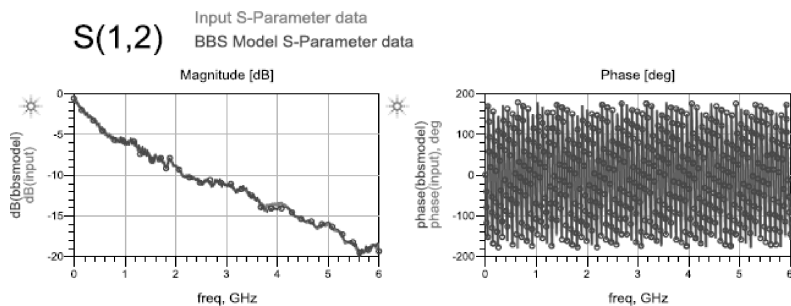 S(1,2)
Input S-Parameter data
BBS Model S-Parameter data
Magnitude [dB]
dB(bbsmodel)
dB(input)
0
-5
-10
-15
-20
0 1 2 3 4 5 6
freq, GHz
Phase [deg]
phase(bbsmodel)
phase(input), deg
200
100
0
-100
-200
0 1 2 3 4 5 6
freq, GHz